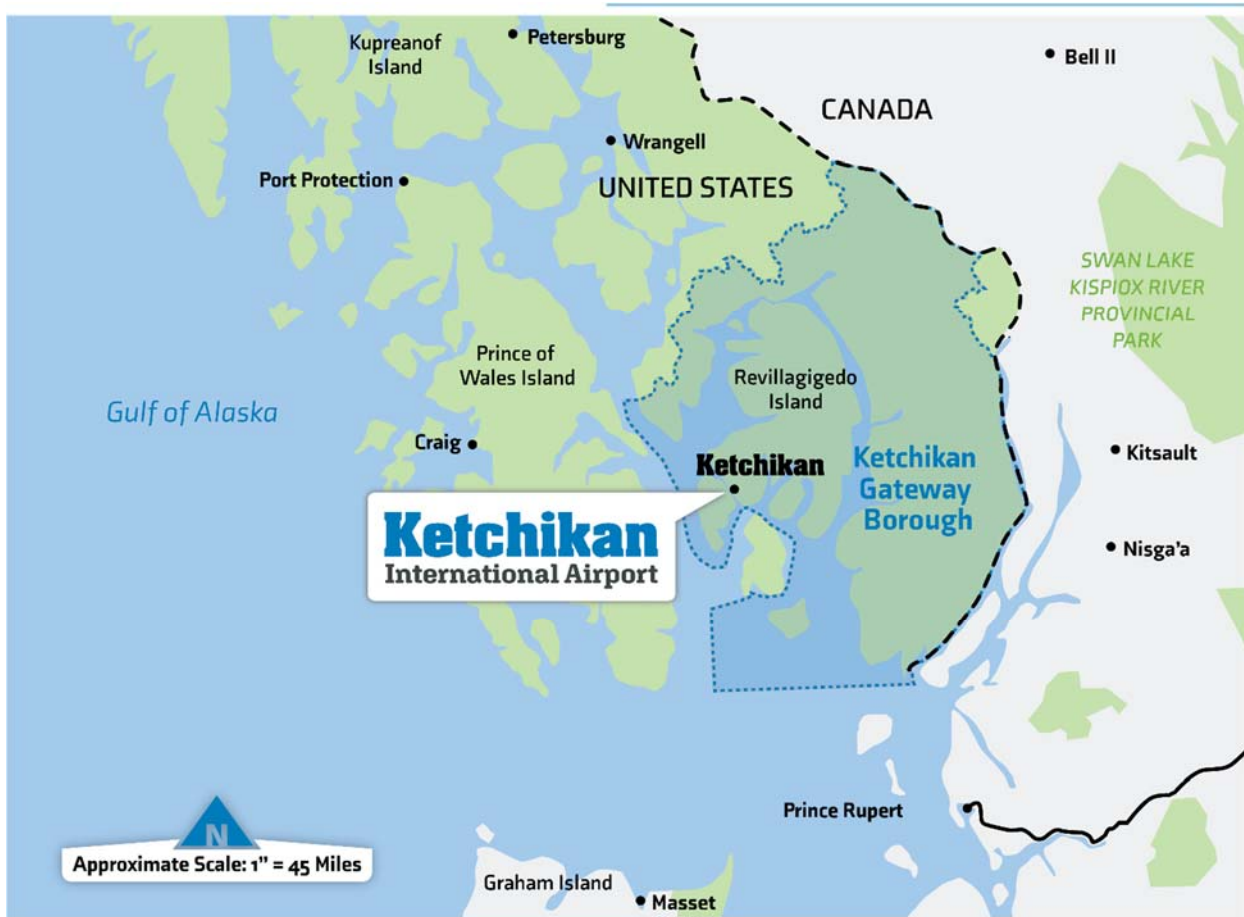 Petersburg
Kupreanof
Island
Bell II
CANADA
Wrangell
Port Protection
UNITED STATES
SWAN LAKE
KISPIOX RIVER
PROVINCIAL
PARK
Prince of
Wales Island
Revillagigedo
Island
Gulf of Alaska
Craig
Ketchikan
Ketchikan
Gateway
Borough
Kitsault
Ketchikan
International Airport
Nisga'a
Prince Rupert
N
Approximate Scale: 1" = 45 Miles
Graham Island
Masset